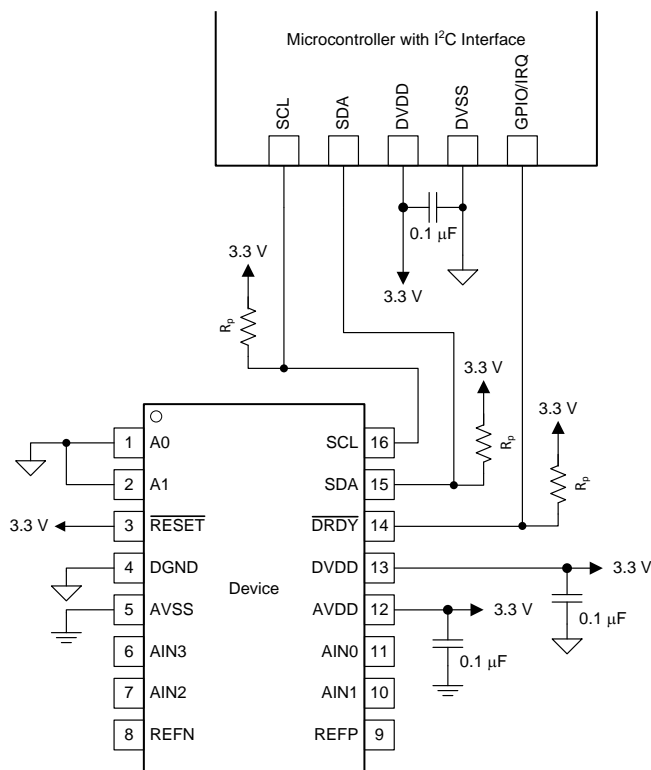 Microcontroller with I²C Interface
SCL
SDA
DVDD
DVSS
GPIO/IRQ
0.1 µF
3.3 V
3.3 V
Rp
3.3 V
Rp
3.3 V
Rp
1 A0
SCL 16
2 A1
SDA 15
3.3 V
3 RESET
DRDY 14
4 DGND
DVDD 13
3.3 V
Device
5 AVSS
AVDD 12
3.3 V
0.1 µF
6 AIN3
AIN0 11
0.1 µF
7 AIN2
AIN1 10
8 REFN
REFP 9